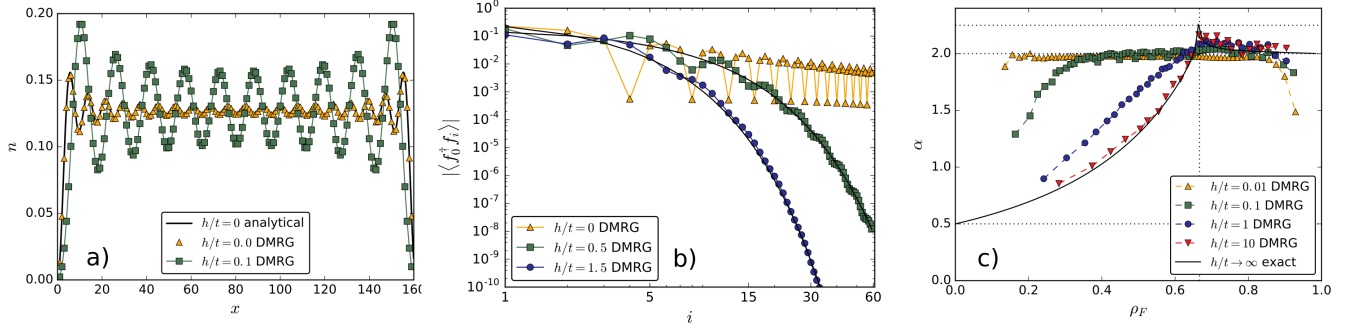 0.20
0.15
0.10
0.05
0.00
n
0 20 40 60 80 100 120 140 160
x
h/t=0 analytical
h/t=0.0 DMRG
h/t=0.1 DMRG
a)
10^0
10^-1
10^-2
10^-3
10^-4
10^-5
10^-6
10^-7
10^-8
10^-9
10^-10
|⟨f_0^† f_i⟩|
1 5 15 30 60
i
h/t=0 DMRG
h/t=0.5 DMRG
h/t=1.5 DMRG
b)
2.0
1.5
1.0
0.5
0.0
α
0.0 0.2 0.4 0.6 0.8 1.0
ρ_F
h/t=0.01 DMRG
h/t=0.1 DMRG
h/t=1 DMRG
h/t=10 DMRG
h/t→∞ exact
c)